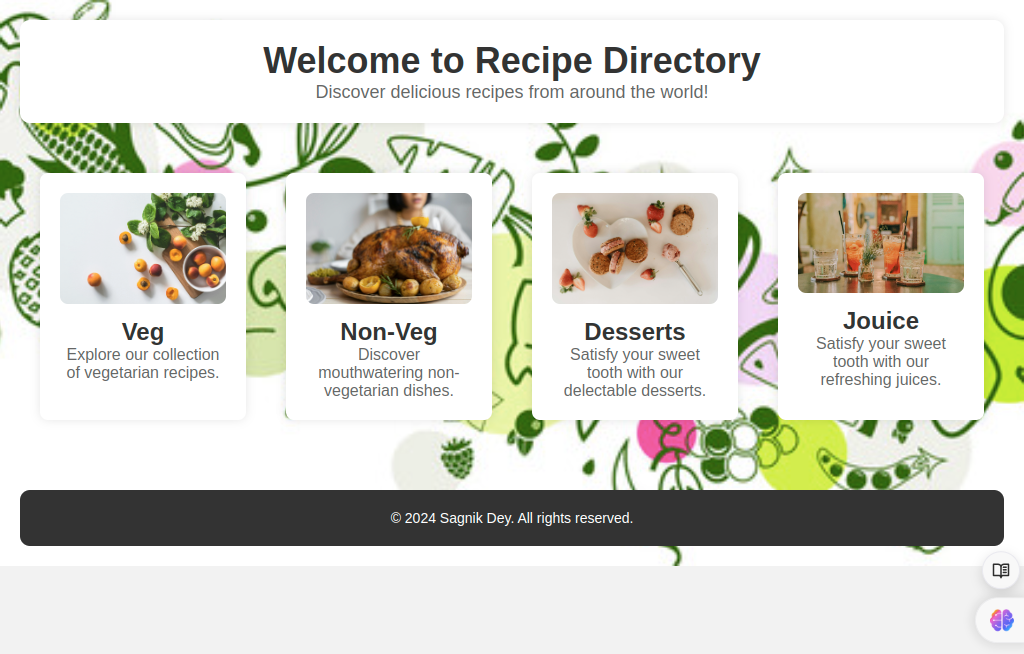 Welcome to Recipe Directory
Discover delicious recipes from around the world!
Veg
Explore our collection
of vegetarian recipes.
Non-Veg
Discover
mouthwatering non-
vegetarian dishes.
Desserts
Satisfy your sweet
tooth with our
delectable desserts.
Jouice
Satisfy your sweet
tooth with our
refreshing juices.
© 2024 Sagnik Dey. All rights reserved.